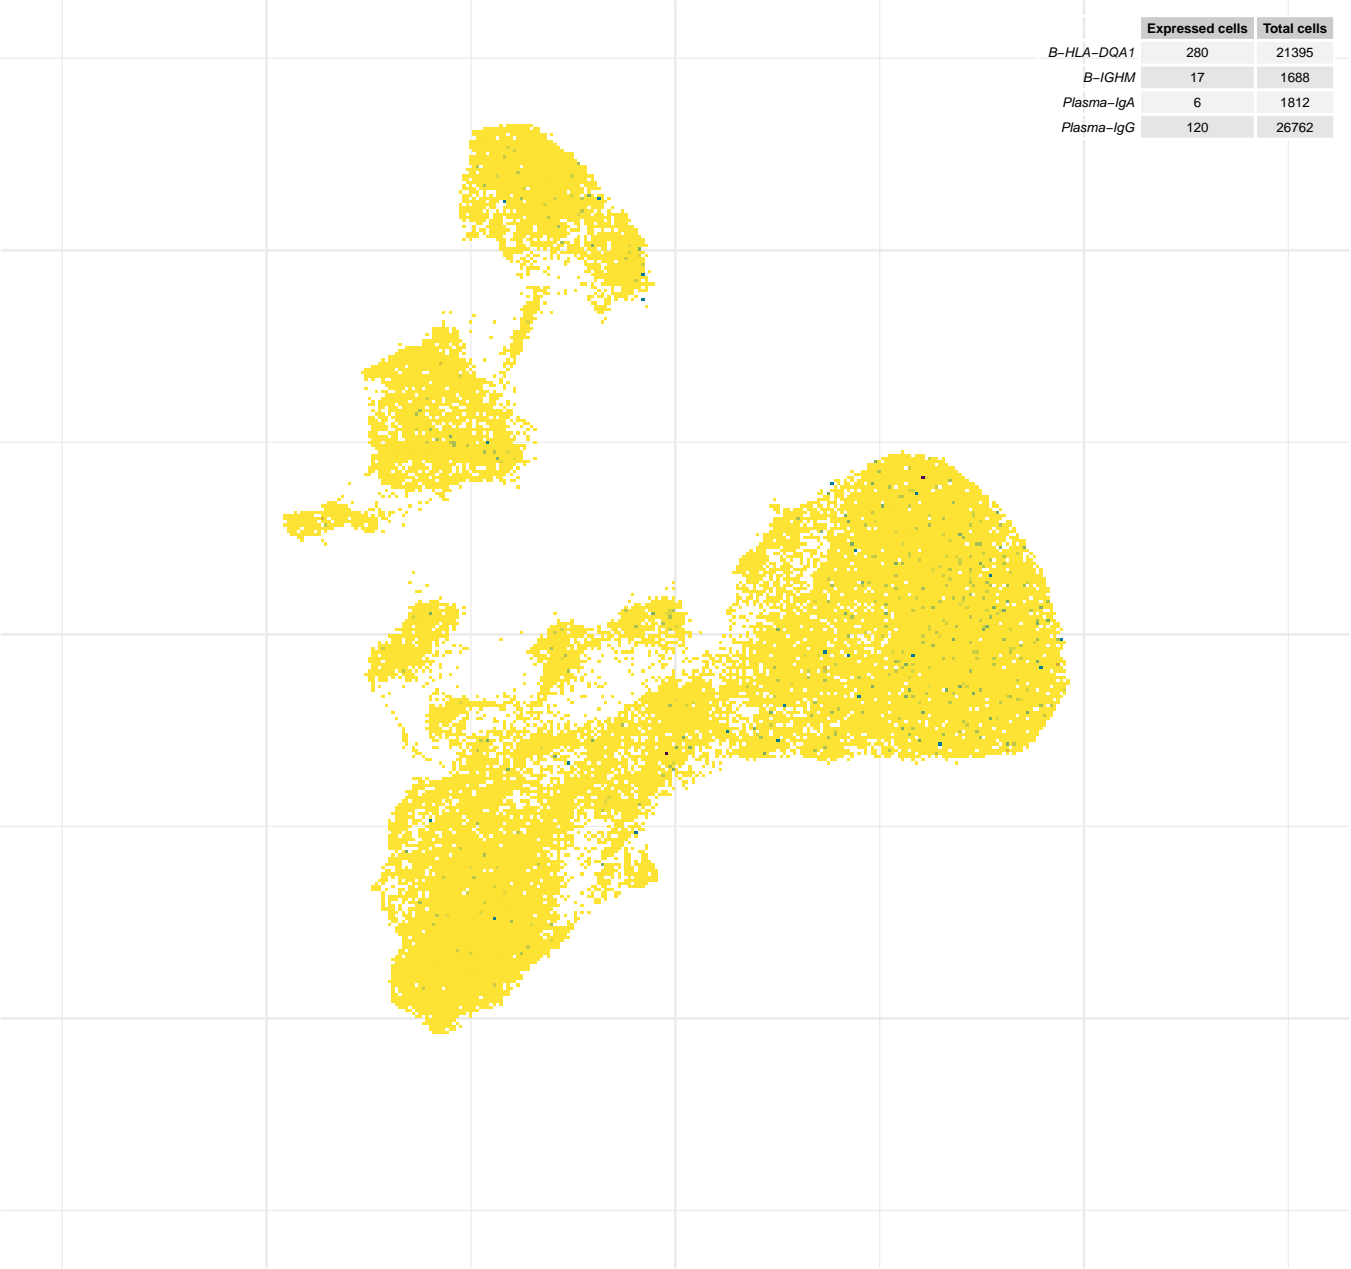 Expressed cells Total cells
B−HLA−DQA1 280 21395
B−IGHM 17 1688
Plasma−IgA 6 1812
Plasma−IgG 120 26762